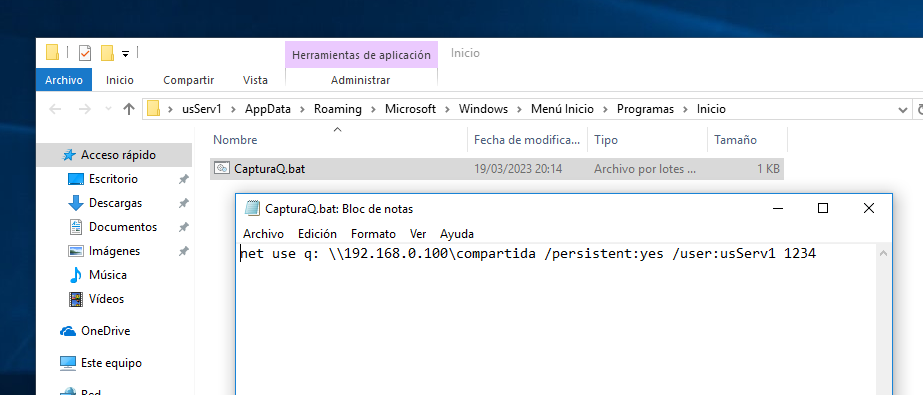 Herramientas de aplicación
Inicio
Archivo
Inicio
Compartir
Vista
Administrar
usServ1 > AppData > Roaming > Microsoft > Windows > Menú Inicio > Programas > Inicio
Nombre
Fecha de modifica...
Tipo
Tamaño
Acceso rápido
CapturaQ.bat
19/03/2023 20:14
Archivo por lotes ...
1 KB
Escritorio
Descargas
Documentos
Imágenes
Música
Vídeos
OneDrive
Este equipo
Red
CapturaQ.bat: Bloc de notas
Archivo Edición Formato Ver Ayuda
net use q: \\192.168.0.100\compartida /persistent:yes /user:usServ1 1234